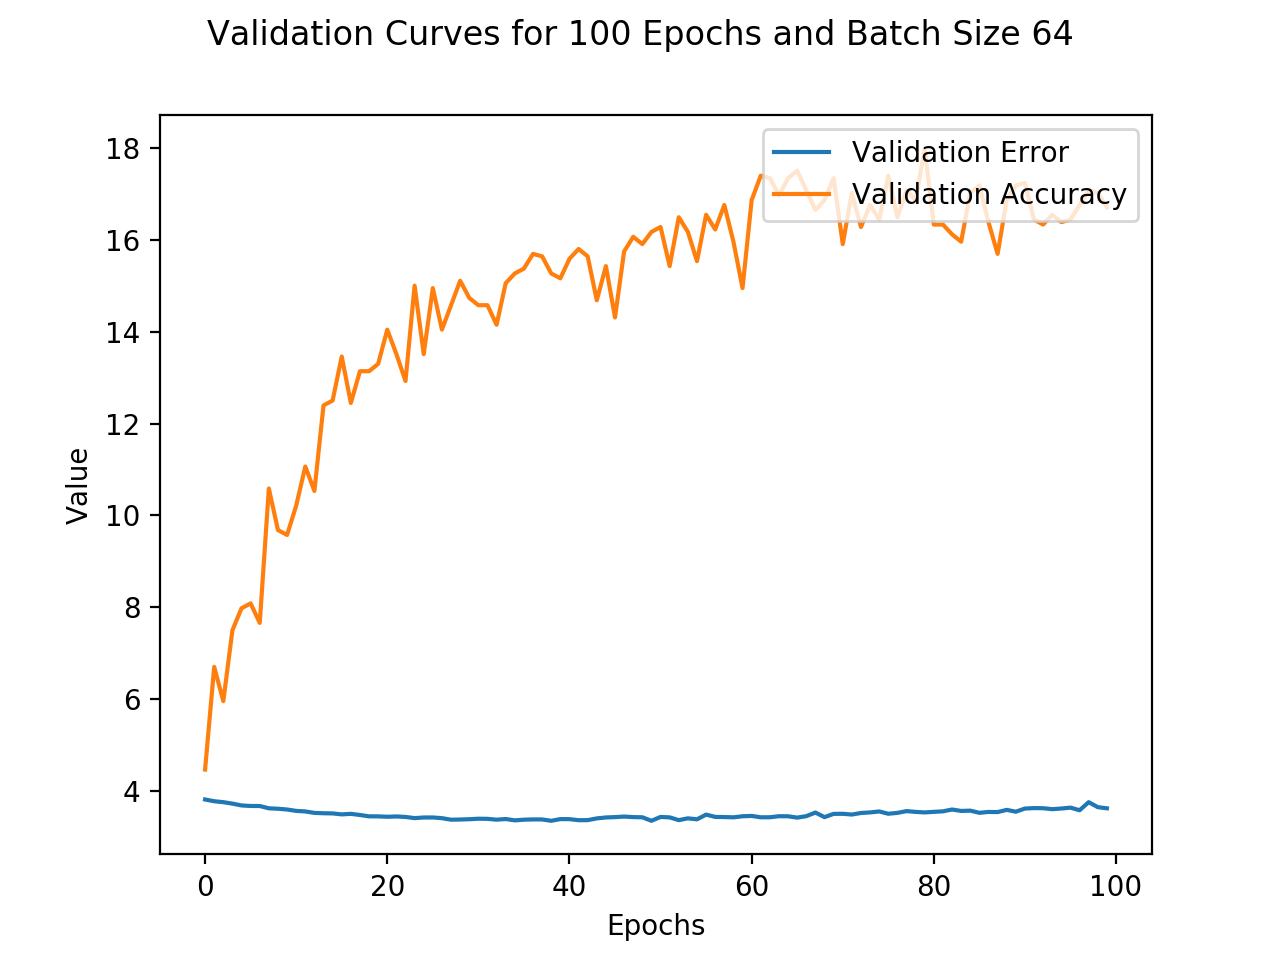 Validation Curves for 100 Epochs and Batch Size 64
Validation Error
Validation Accuracy
18
16
14
12
10
8
6
4
Value
0 20 40 60 80 100
Epochs